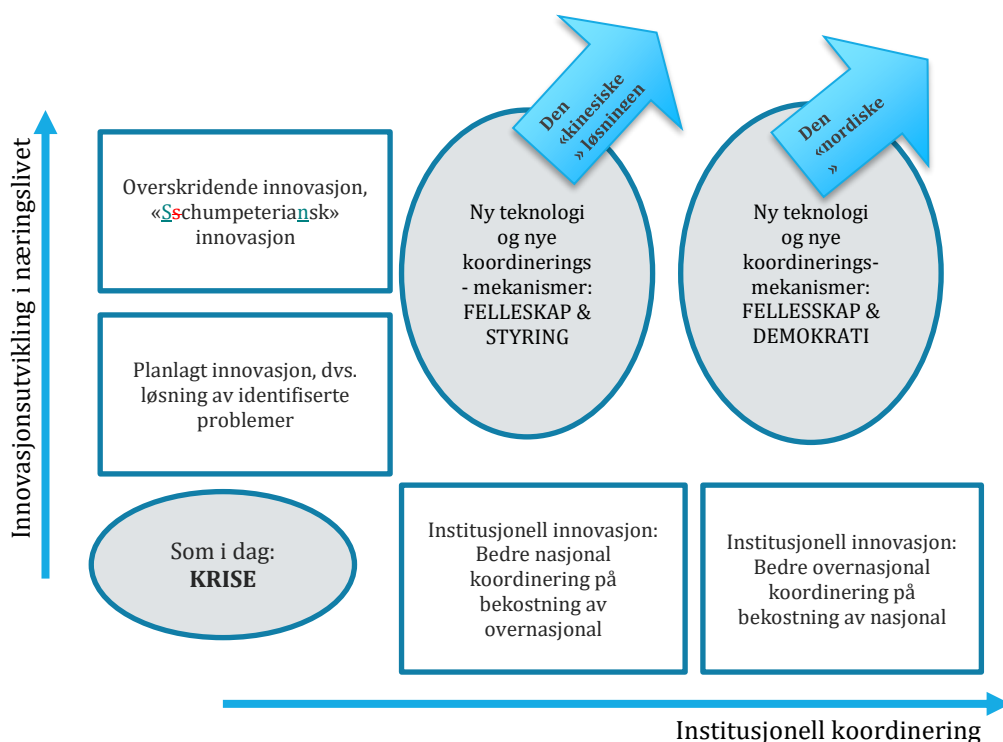 Innovasjonsutvikling i næringslivet
Overskridende innovasjon,
«Sschumpeteriansk»
innovasjon
Planlagt innovasjon, dvs.
løsning av identifiserte
problemer
Som i dag:
KRISE
Den
«kinesiske
» løsningen
Ny teknologi
og nye
koordinerings
- mekanismer:
FELLESKAP &
STYRING
Den
«nordiske
»
Ny teknologi
og nye
koordinerings-
mekanismer:
FELLESSKAP &
DEMOKRATI
Institusjonell innovasjon:
Bedre nasjonal
koordinering på
bekostning av
overnasjonal
Institusjonell innovasjon:
Bedre overnasjonal
koordinering på
bekostning av nasjonal
Institusjonell koordinering